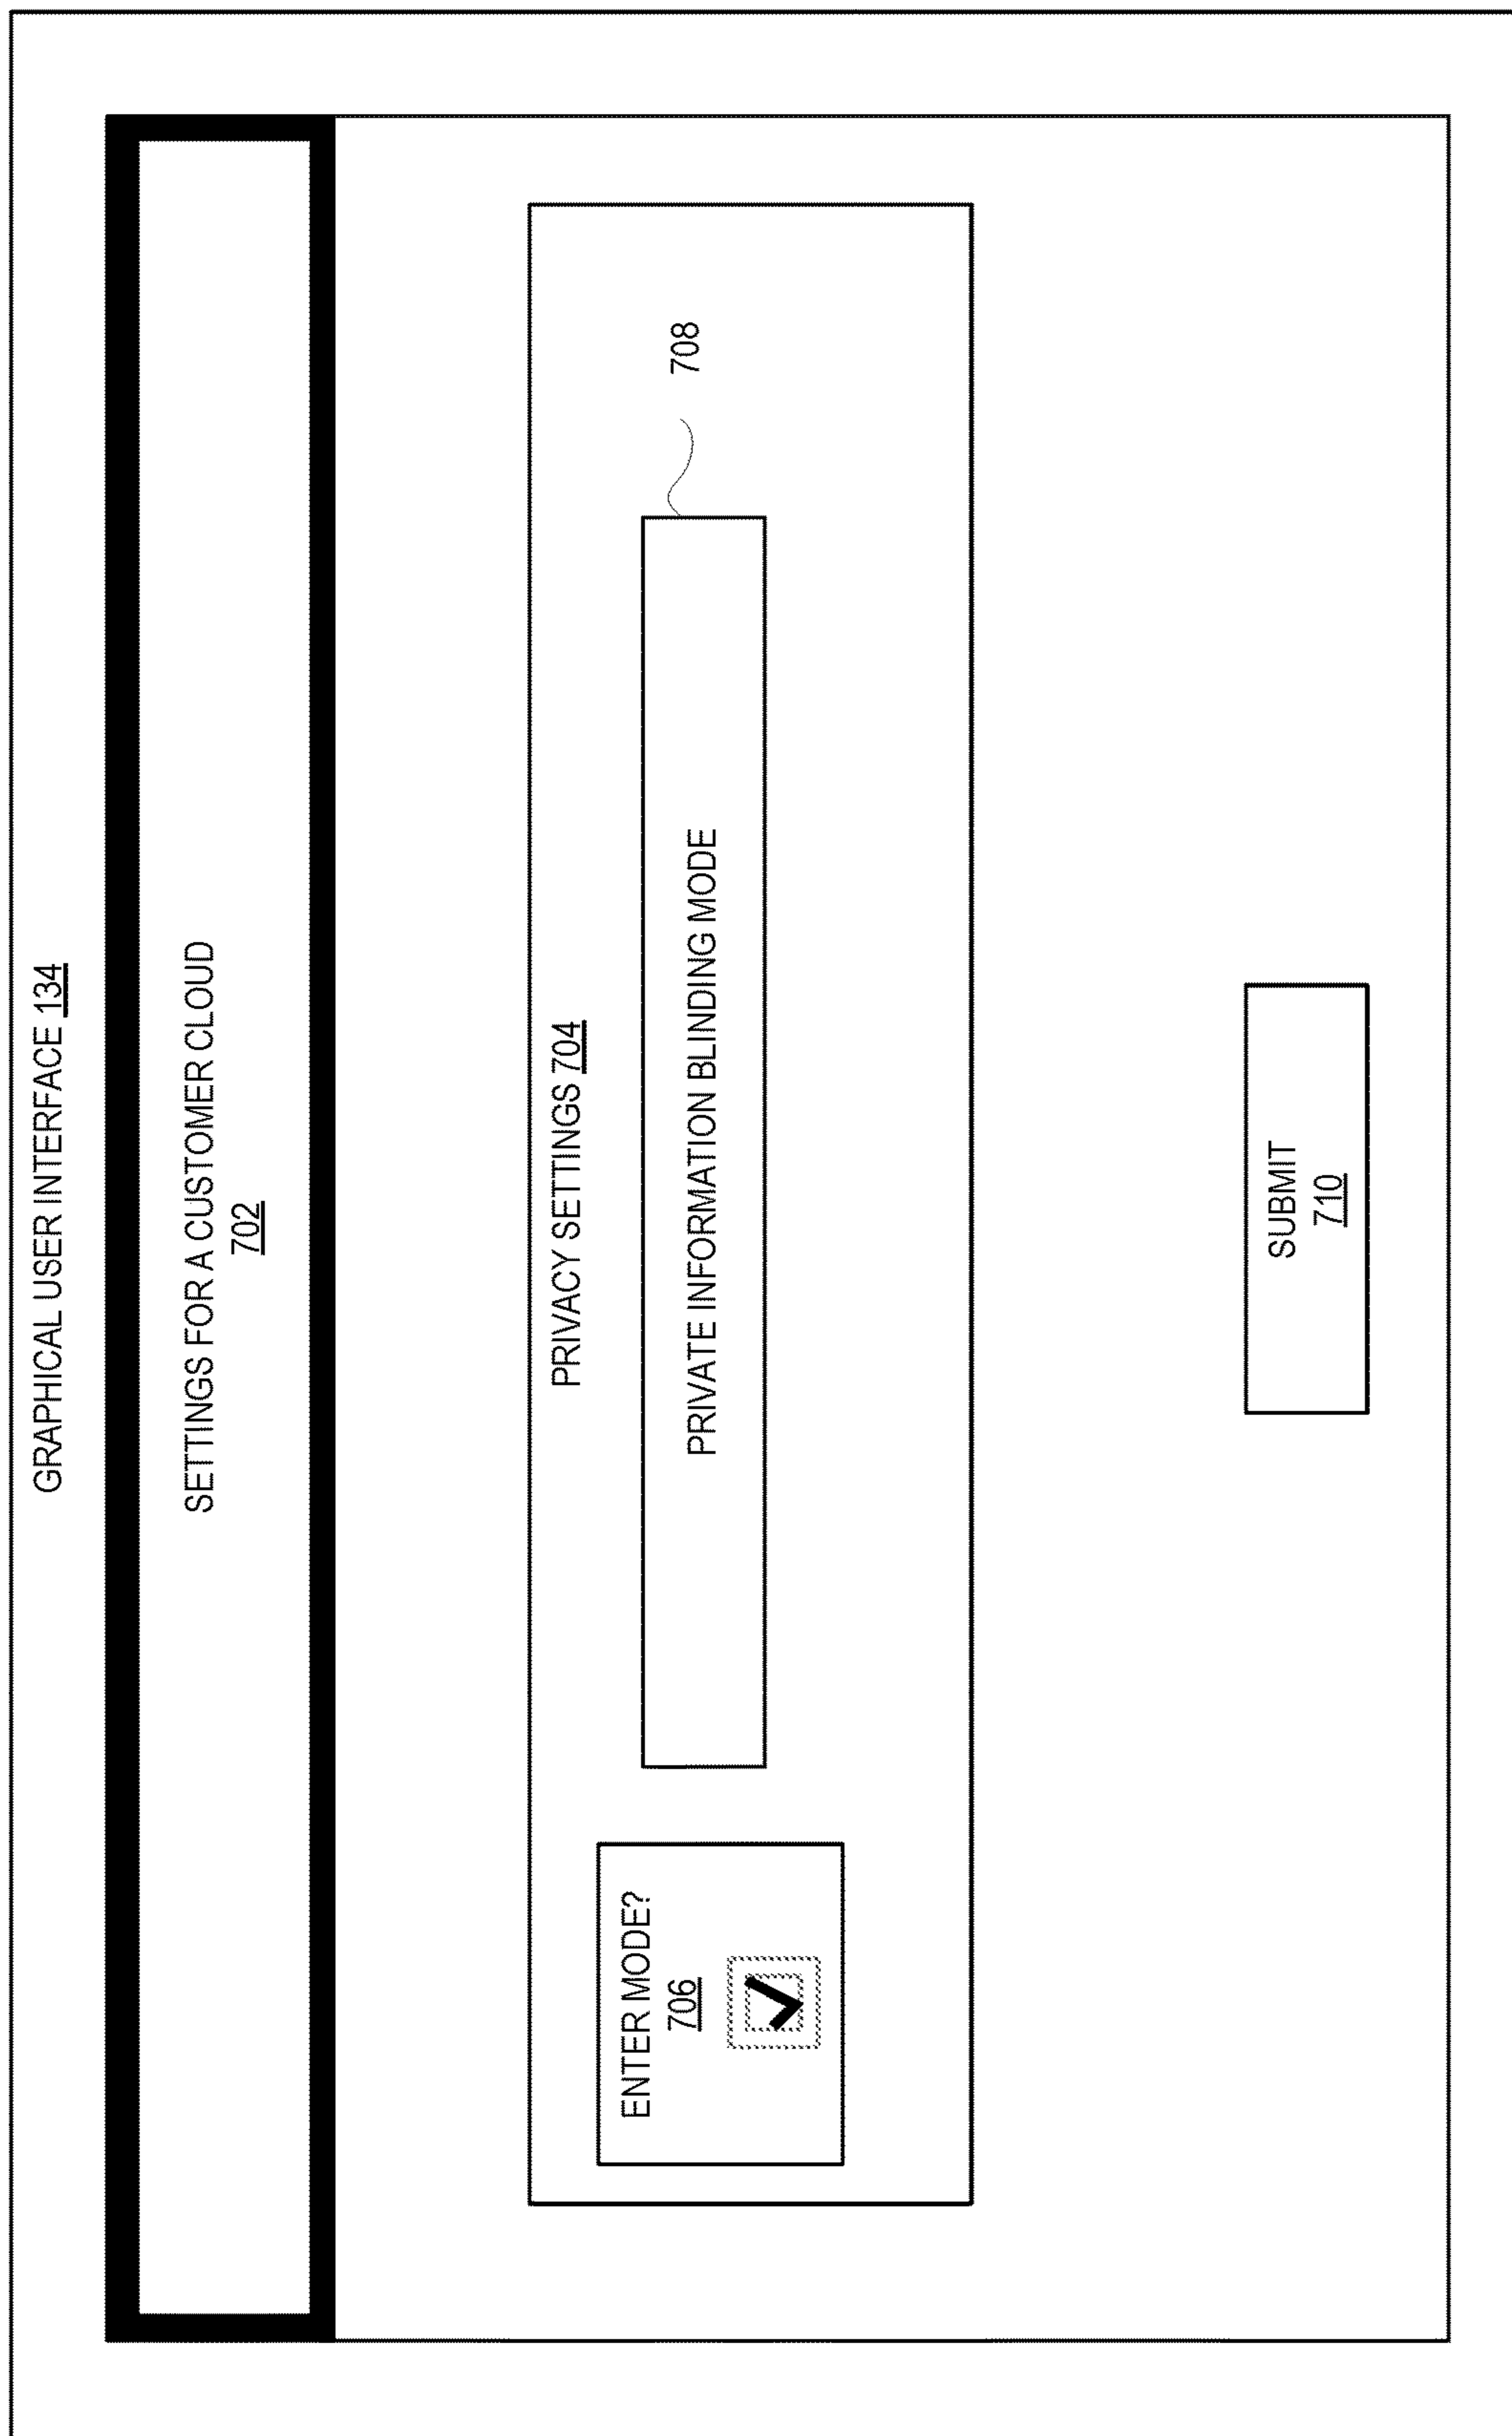 GRAPHICAL USER INTERFACE 134
SETTINGS FOR A CUSTOMER CLOUD
702
PRIVACY SETTINGS 704
ENTER MODE?
706
PRIVATE INFORMATION BLINDING MODE
708
SUBMIT
710